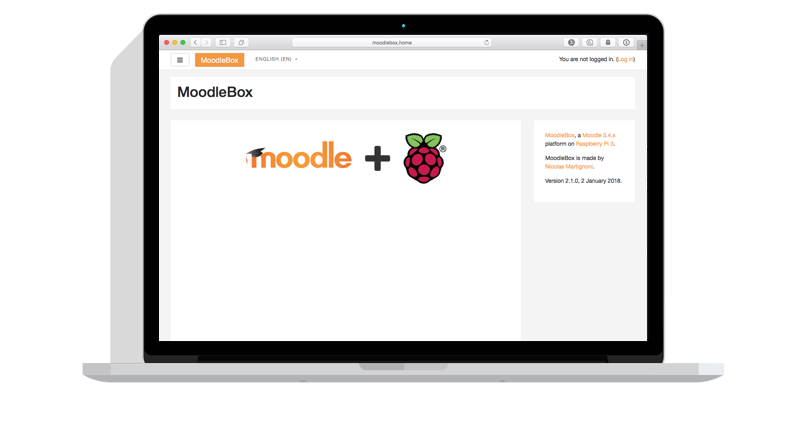 moodlebox.home
MoodleBox
ENGLISH (EN)
You are not logged in. (Log in)
MoodleBox
moodle
®
MoodleBox, a Moodle 3.4.x
platform on Raspberry Pi 3.
MoodleBox is made by
Nicolas Martignoni.
Version 2.1.0, 2 January 2018.